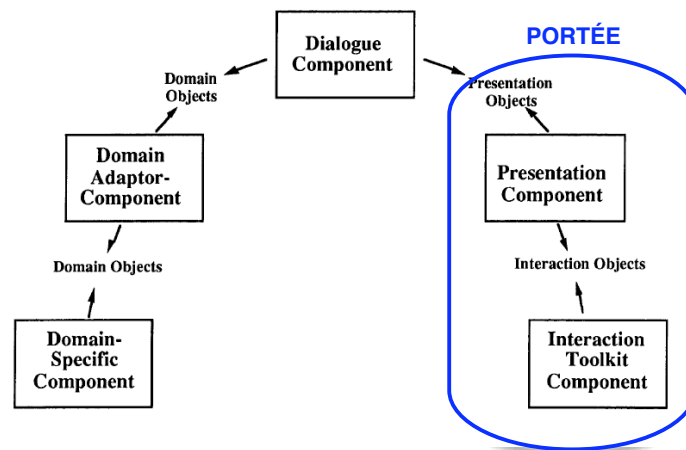 PORTÉE
Dialogue
Component
Domain
Objects
Presentation
Objects
Domain
Adaptor-
Component
Presentation
Component
Domain Objects
Interaction Objects
Domain-
Specific
Component
Interaction
Toolkit
Component